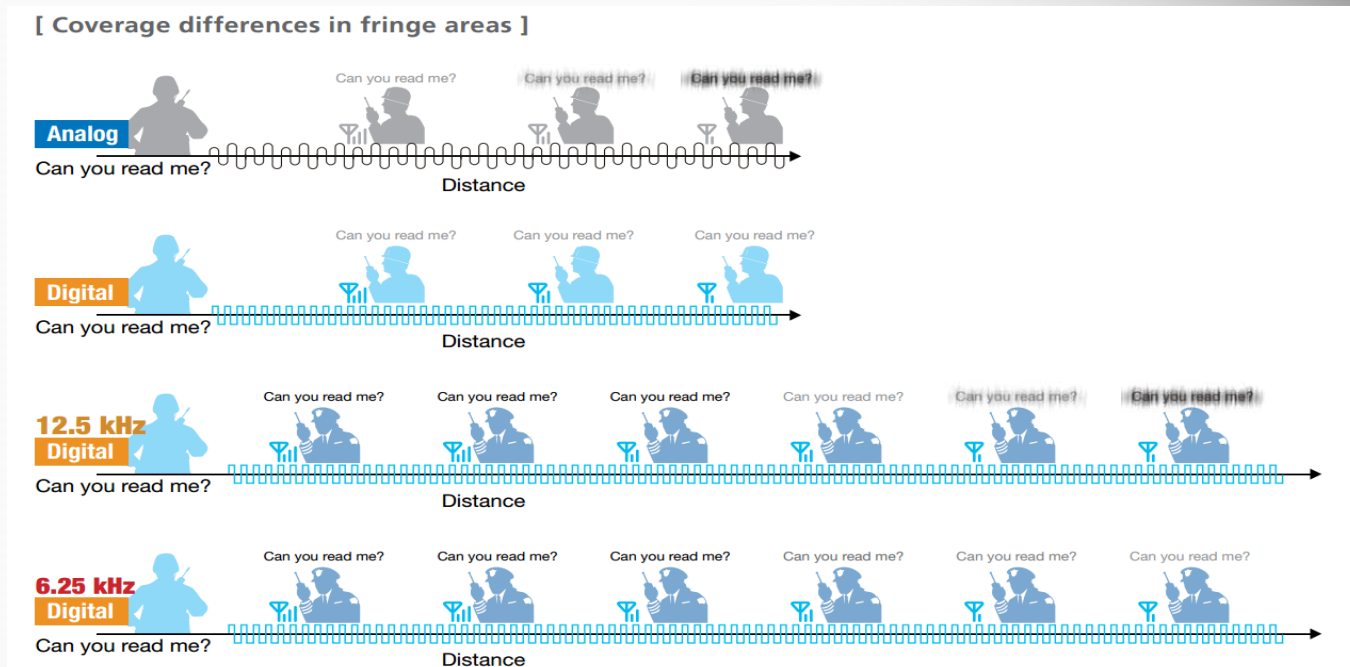 [ Coverage differences in fringe areas ]
Can you read me? Can you read me? Can you read me?
Analog
Can you read me?
Distance
Can you read me? Can you read me? Can you read me?
Digital
Can you read me?
Distance
Can you read me? Can you read me? Can you read me? Can you read me? Can you read me? Can you read me?
12.5 kHz
Digital
Can you read me?
Distance
Can you read me? Can you read me? Can you read me? Can you read me? Can you read me? Can you read me?
6.25 kHz
Digital
Can you read me?
Distance